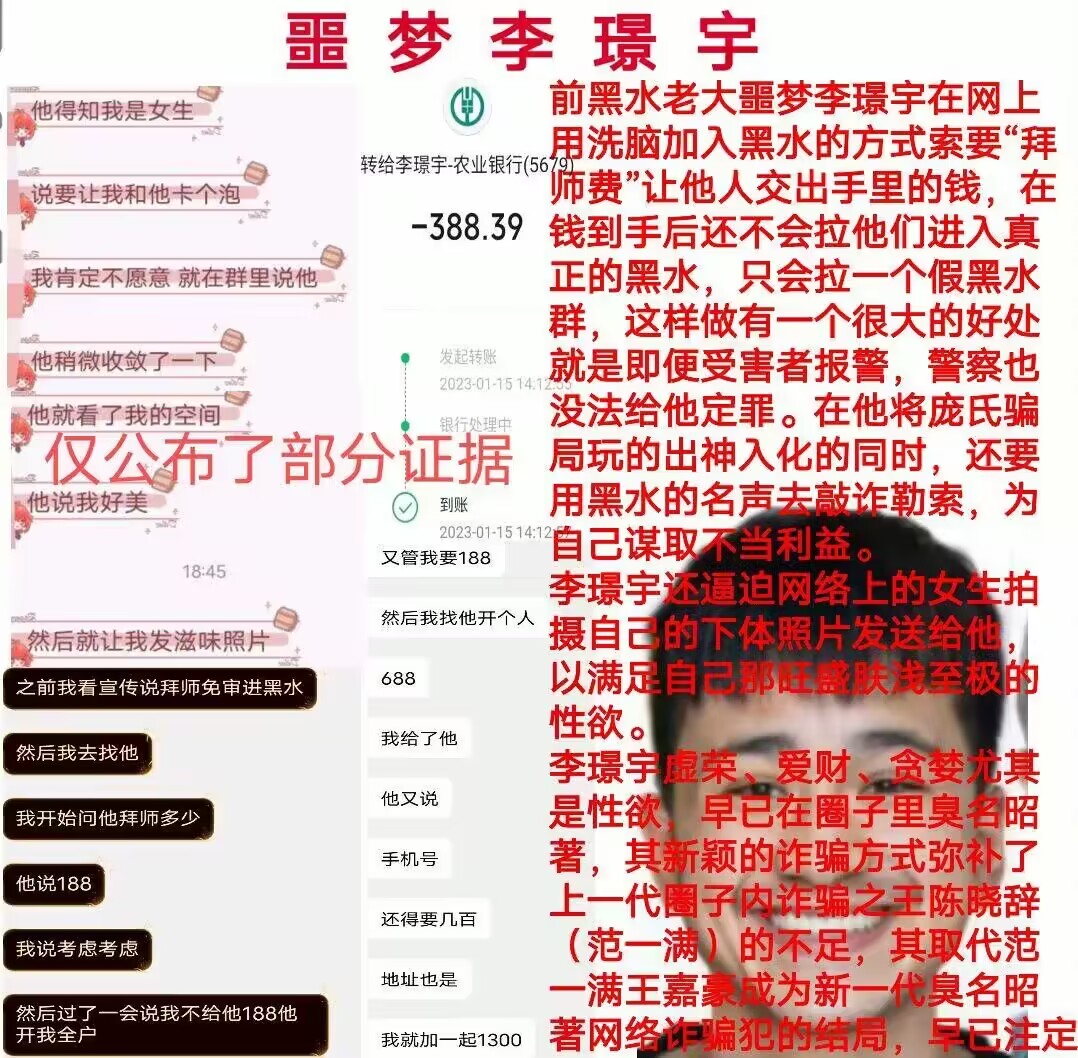 噩梦李璟宇
他得知我是女生
说要让我和他卡个泡
我肯定不愿意 就在群里说他
他稍微收敛了一下
他就看了我的空间
仅公布了部分证据
他说我好美
18:45
然后就让我发滋味照片
之前我看宣传说拜师免审进黑水
然后我去找他
我开始问他拜师多少
他说188
我说考虑考虑
然后过了一会说我不给他188他
开我全户
转给李璟宇-农业银行(5679)
-388.39
发起转账
2023-01-15 14:12:55
银行处理中
到账
2023-01-15 14:12:57
又管我要188
然后我找他开个人
688
我给了他
他又说
手机号
还得要几百
地址也是
我就加一起1300
前黑水老大噩梦李璟宇在网上
用洗脑加入黑水的方式索要“拜
师费”让他人交出手里的钱，在
钱到手后还不会拉他们进入真
正的黑水，只会拉一个假黑水
群，这样做有一个很大的好处
就是即便受害者报警，警察也
没法给他定罪。在他将庞氏骗
局玩的出神入化的同时，还要
用黑水的名声去敲诈勒索，为
自己谋取不当利益。
李璟宇还逼迫网络上的女生拍
摄自己的下体照片发送给他，
以满足自己那旺盛肤浅至极的
性欲。
李璟宇虚荣、爱财、贪婪尤其
是性欲，早已在圈子里臭名昭
著，其新颖的诈骗方式弥补了
上一代圈子内诈骗之王陈晓辞
（范一满）的不足，其取代范
一满王嘉豪成为新一代臭名昭
著网络诈骗犯的结局，早已注定